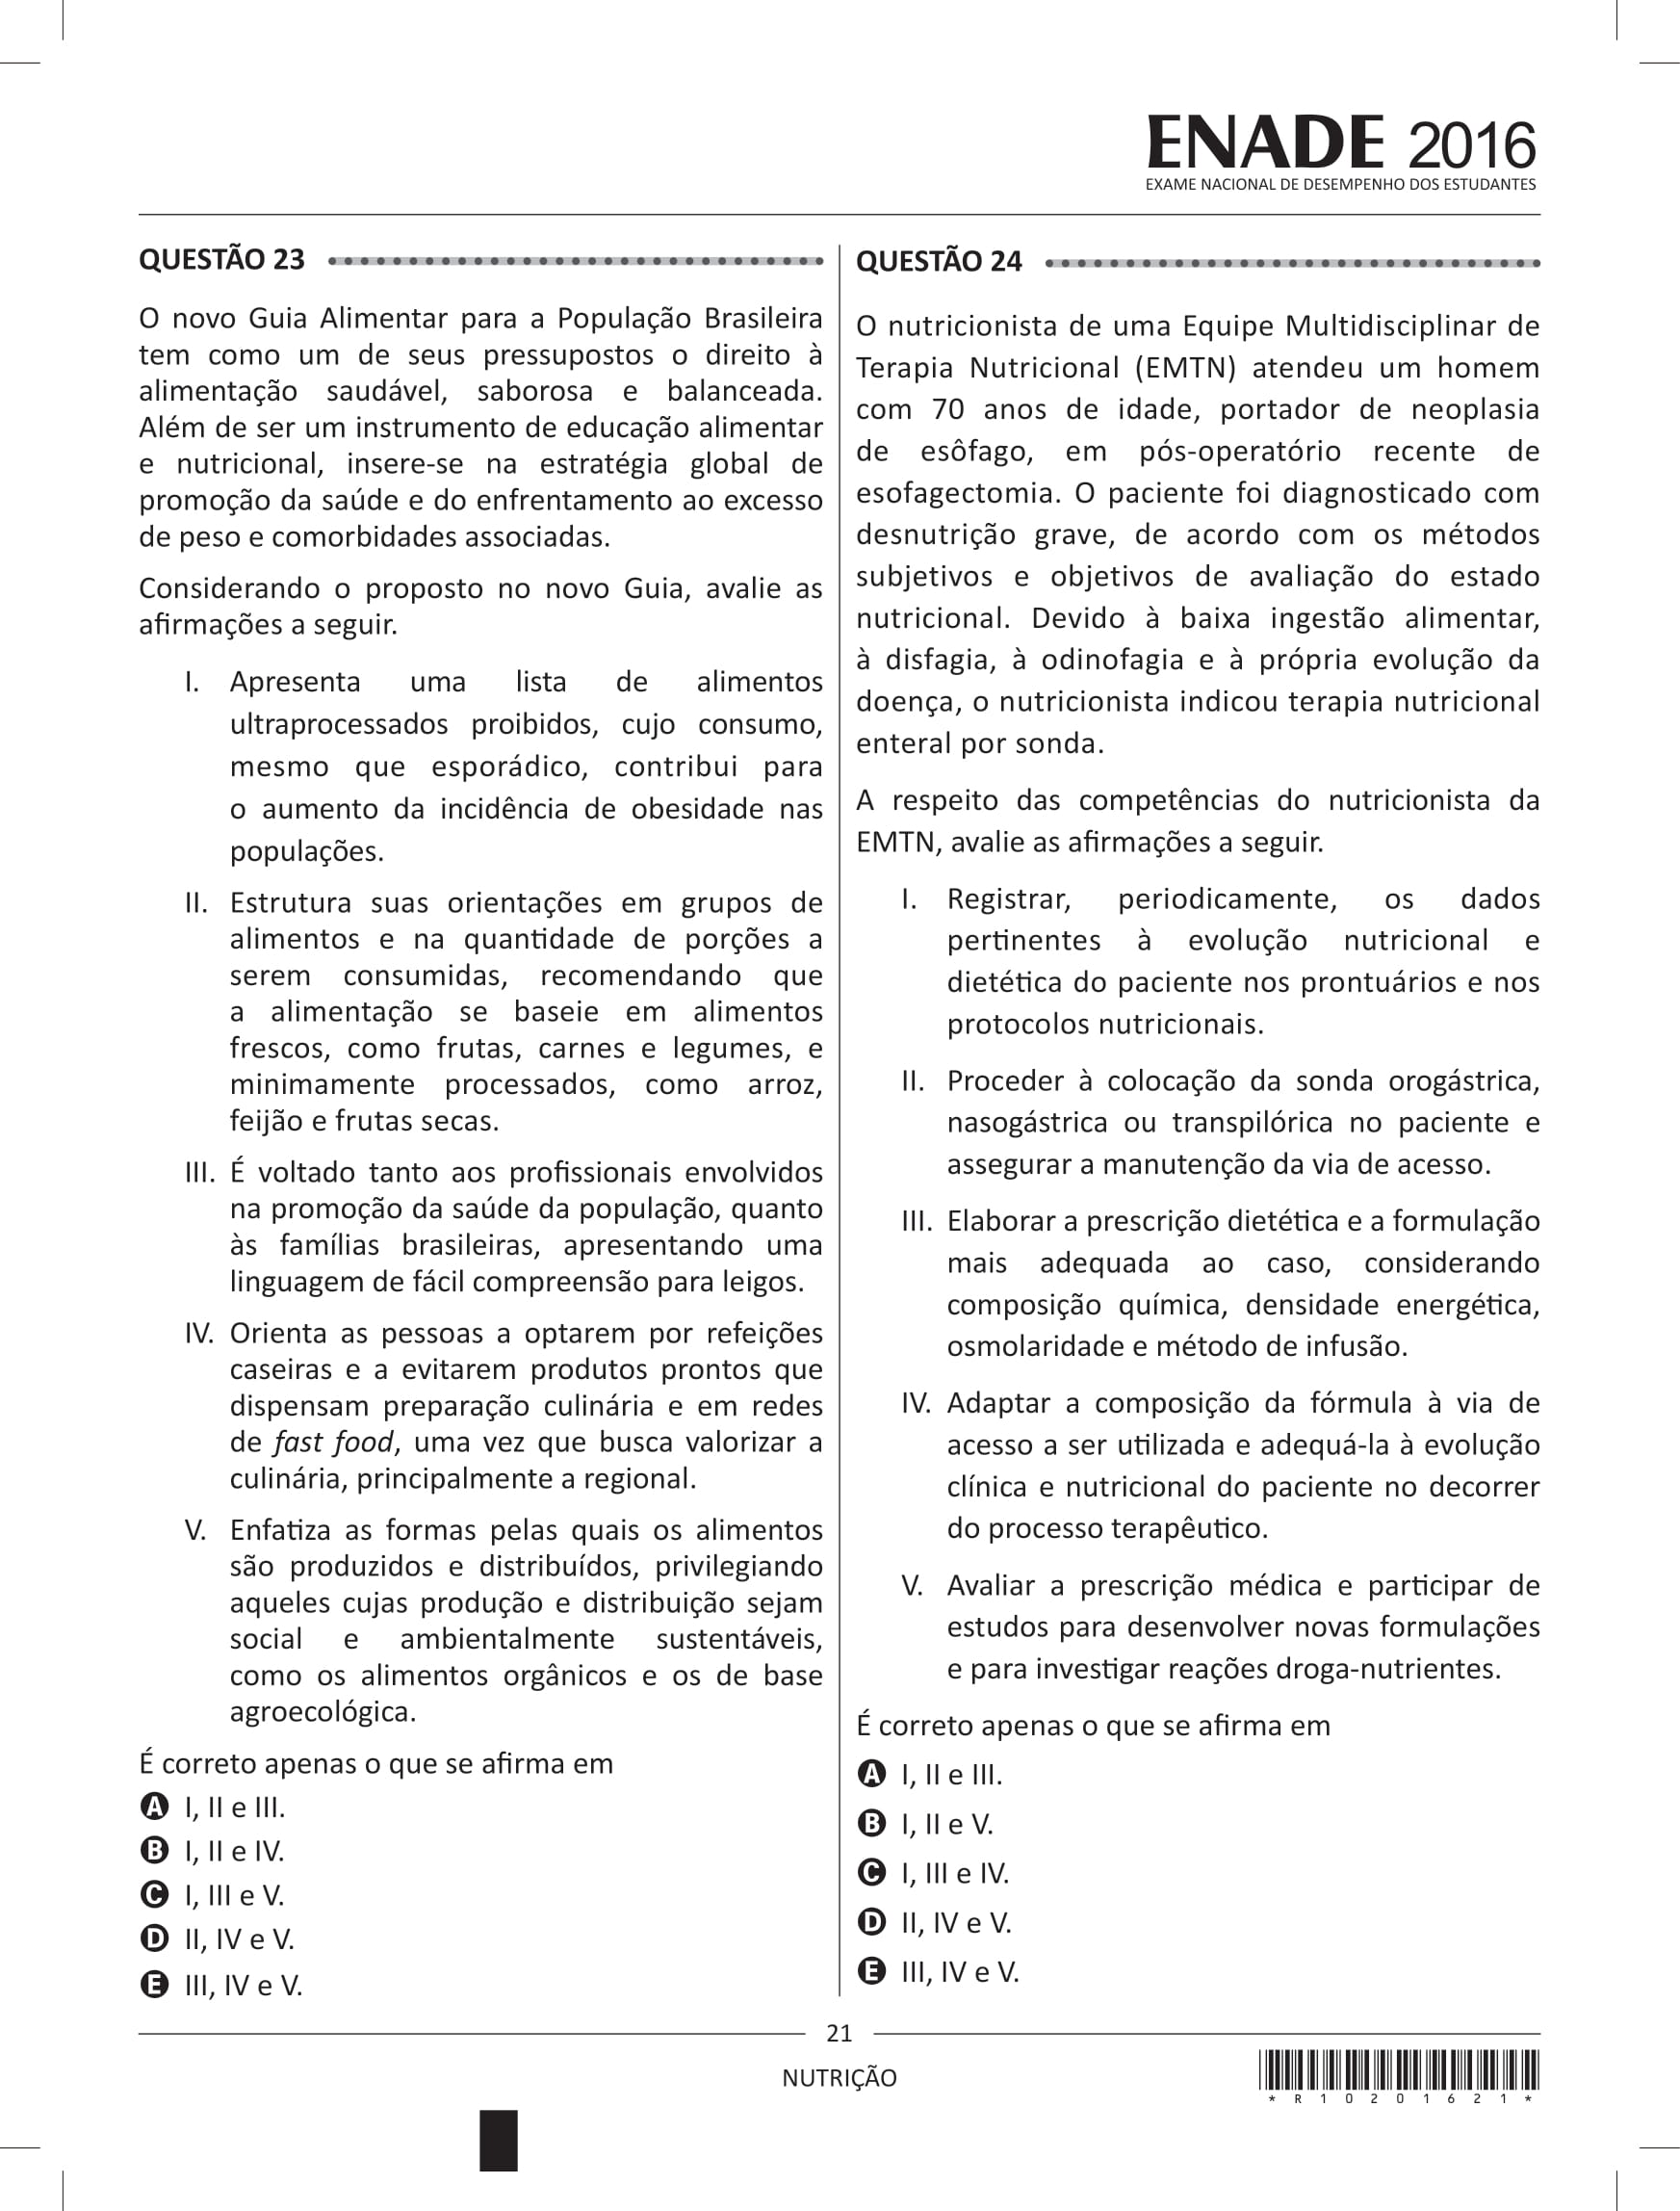 ENADE 2016
EXAME NACIONAL DE DESEMPENHO DOS ESTUDANTES
QUESTÃO 23
O novo Guia Alimentar para a População Brasileira
tem como um de seus pressupostos o direito à
alimentação saudável, saborosa e balanceada.
Além de ser um instrumento de educação alimentar
e nutricional, insere-se na estratégia global de
promoção da saúde e do enfrentamento ao excesso
de peso e comorbidades associadas.
Considerando o proposto no novo Guia, avalie as
afirmações a seguir.
I. Apresenta uma lista de alimentos
ultraprocessados proibidos, cujo consumo,
mesmo que esporádico, contribui para
o aumento da incidência de obesidade nas
populações.
II. Estrutura suas orientações em grupos de
alimentos e na quantidade de porções a
serem consumidas, recomendando que
a alimentação se baseie em alimentos
frescos, como frutas, carnes e legumes, e
minimamente processados, como arroz,
feijão e frutas secas.
III. É voltado tanto aos profissionais envolvidos
na promoção da saúde da população, quanto
às famílias brasileiras, apresentando uma
linguagem de fácil compreensão para leigos.
IV. Orienta as pessoas a optarem por refeições
caseiras e a evitarem produtos prontos que
dispensam preparação culinária e em redes
de fast food, uma vez que busca valorizar a
culinária, principalmente a regional.
V. Enfatiza as formas pelas quais os alimentos
são produzidos e distribuídos, privilegiando
aqueles cujas produção e distribuição sejam
social e ambientalmente sustentáveis,
como os alimentos orgânicos e os de base
agroecológica.
É correto apenas o que se afirma em
A I, II e III.
B I, II e IV.
C I, III e V.
D II, IV e V.
E III, IV e V.
QUESTÃO 24
O nutricionista de uma Equipe Multidisciplinar de
Terapia Nutricional (EMTN) atendeu um homem
com 70 anos de idade, portador de neoplasia
de esôfago, em pós-operatório recente de
esofagectomia. O paciente foi diagnosticado com
desnutrição grave, de acordo com os métodos
subjetivos e objetivos de avaliação do estado
nutricional. Devido à baixa ingestão alimentar,
à disfagia, à odinofagia e à própria evolução da
doença, o nutricionista indicou terapia nutricional
enteral por sonda.
A respeito das competências do nutricionista da
EMTN, avalie as afirmações a seguir.
I. Registrar, periodicamente, os dados
pertinentes à evolução nutricional e
dietética do paciente nos prontuários e nos
protocolos nutricionais.
II. Proceder à colocação da sonda orogástrica,
nasogástrica ou transpilórica no paciente e
assegurar a manutenção da via de acesso.
III. Elaborar a prescrição dietética e a formulação
mais adequada ao caso, considerando
composição química, densidade energética,
osmolaridade e método de infusão.
IV. Adaptar a composição da fórmula à via de
acesso a ser utilizada e adequá-la à evolução
clínica e nutricional do paciente no decorrer
do processo terapêutico.
V. Avaliar a prescrição médica e participar de
estudos para desenvolver novas formulações
e para investigar reações droga-nutrientes.
É correto apenas o que se afirma em
A I, II e III.
B I, II e V.
C I, III e IV.
D II, IV e V.
E III, IV e V.
21
NUTRIÇÃO
* R 1 0 2 0 1 6 2 1 *